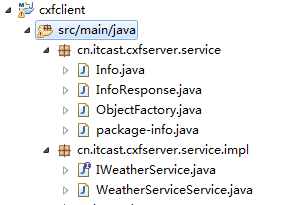 cxfclient
src/main/java
cn.itcast.cxfserver.service
Info.java
InfoResponse.java
ObjectFactory.java
package-info.java
cn.itcast.cxfserver.service.impl
IWeatherService.java
WeatherServiceService.java